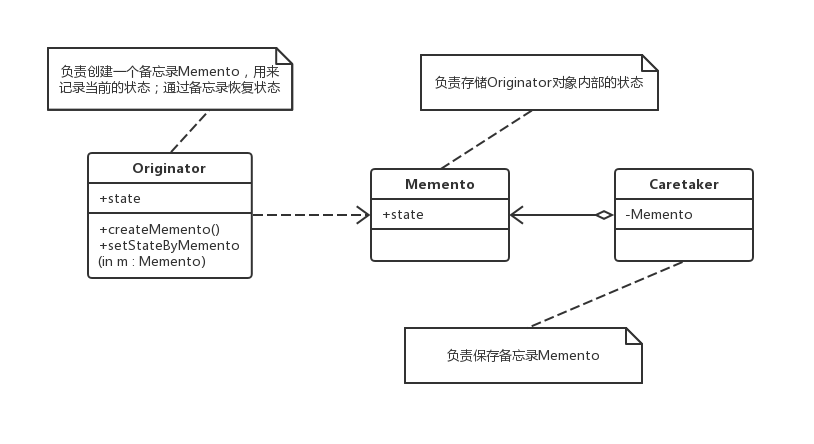 负责创建一个备忘录Memento，用来
记录当前的状态；通过备忘录恢复状态
负责存储Originator对象内部的状态
Originator
+state
+createMemento()
+setStateByMemento
(in m : Memento)
Memento
+state
Caretaker
-Memento
负责保存备忘录Memento